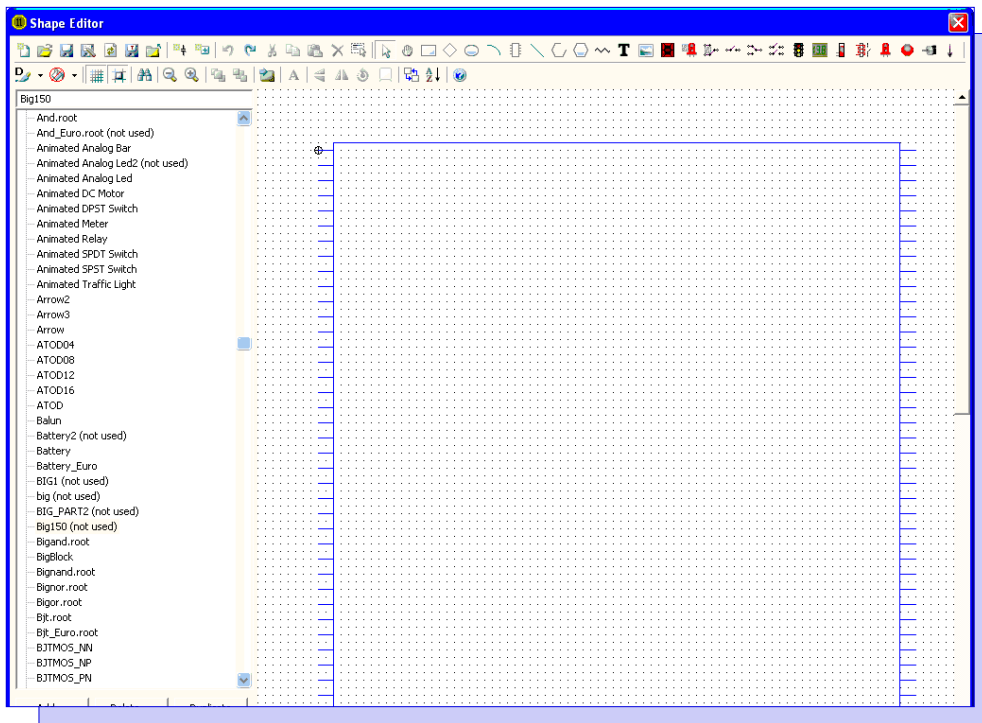 Shape Editor
Big150
And.root
And_Euro.root (not used)
Animated Analog Bar
Animated Analog Led2 (not used)
Animated Analog Led
Animated DC Motor
Animated DPST Switch
Animated Meter
Animated Relay
Animated SPDT Switch
Animated SPST Switch
Animated Traffic Light
Arrow2
Arrow3
Arrow
ATOD04
ATOD08
ATOD12
ATOD16
ATOD
Balun
Battery2 (not used)
Battery
Battery_Euro
BIG1 (not used)
big (not used)
BIG_PART2 (not used)
Big150 (not used)
Bigand.root
BigBlock
Bignand.root
Bignor.root
Bigor.root
Bjt.root
Bjt_Euro.root
BJTMOS_NN
BJTMOS_NP
BJTMOS_PN